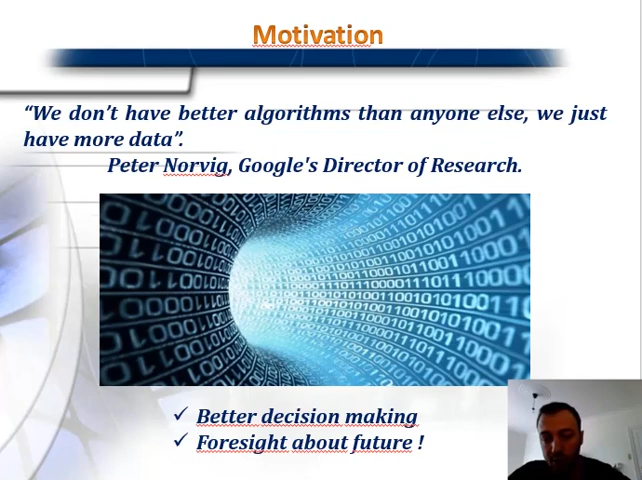 Motivation
“We don’t have better algorithms than anyone else, we just
have more data”.
Peter Norvig, Google's Director of Research.
✓ Better decision making
✓ Foresight about future !